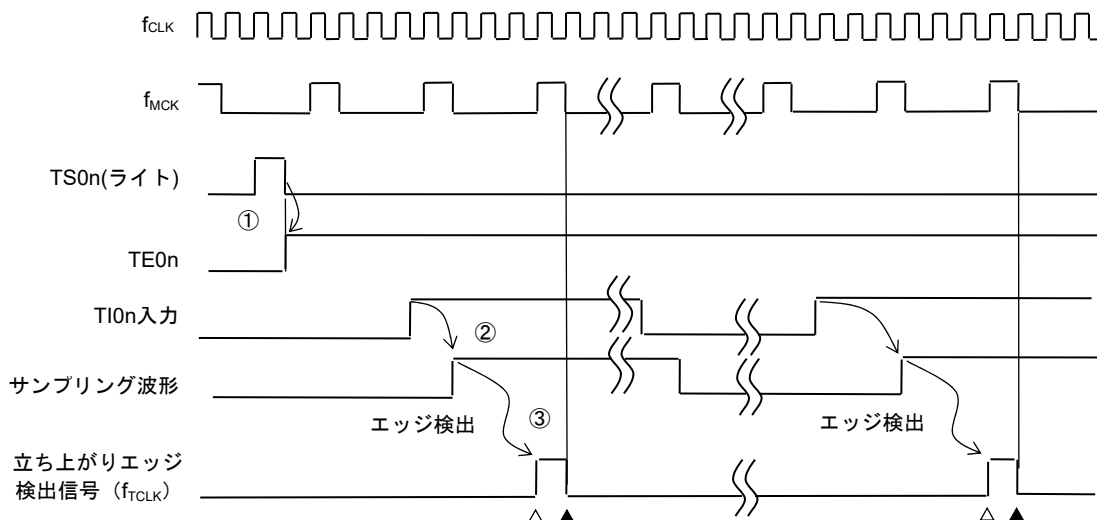 fCLK
fMCK
TS0n(ライト)
①
TE0n
TI0n入力
②
サンプリング波形
エッジ検出
③
エッジ検出
立ち上がりエッジ
検出信号（fTCLK）
△ ▲ △ ▲